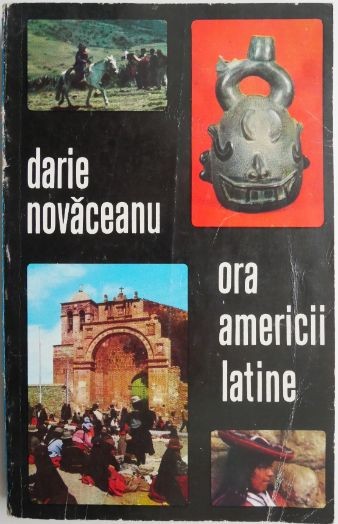 darie
novăceanu
ora
americii
latine